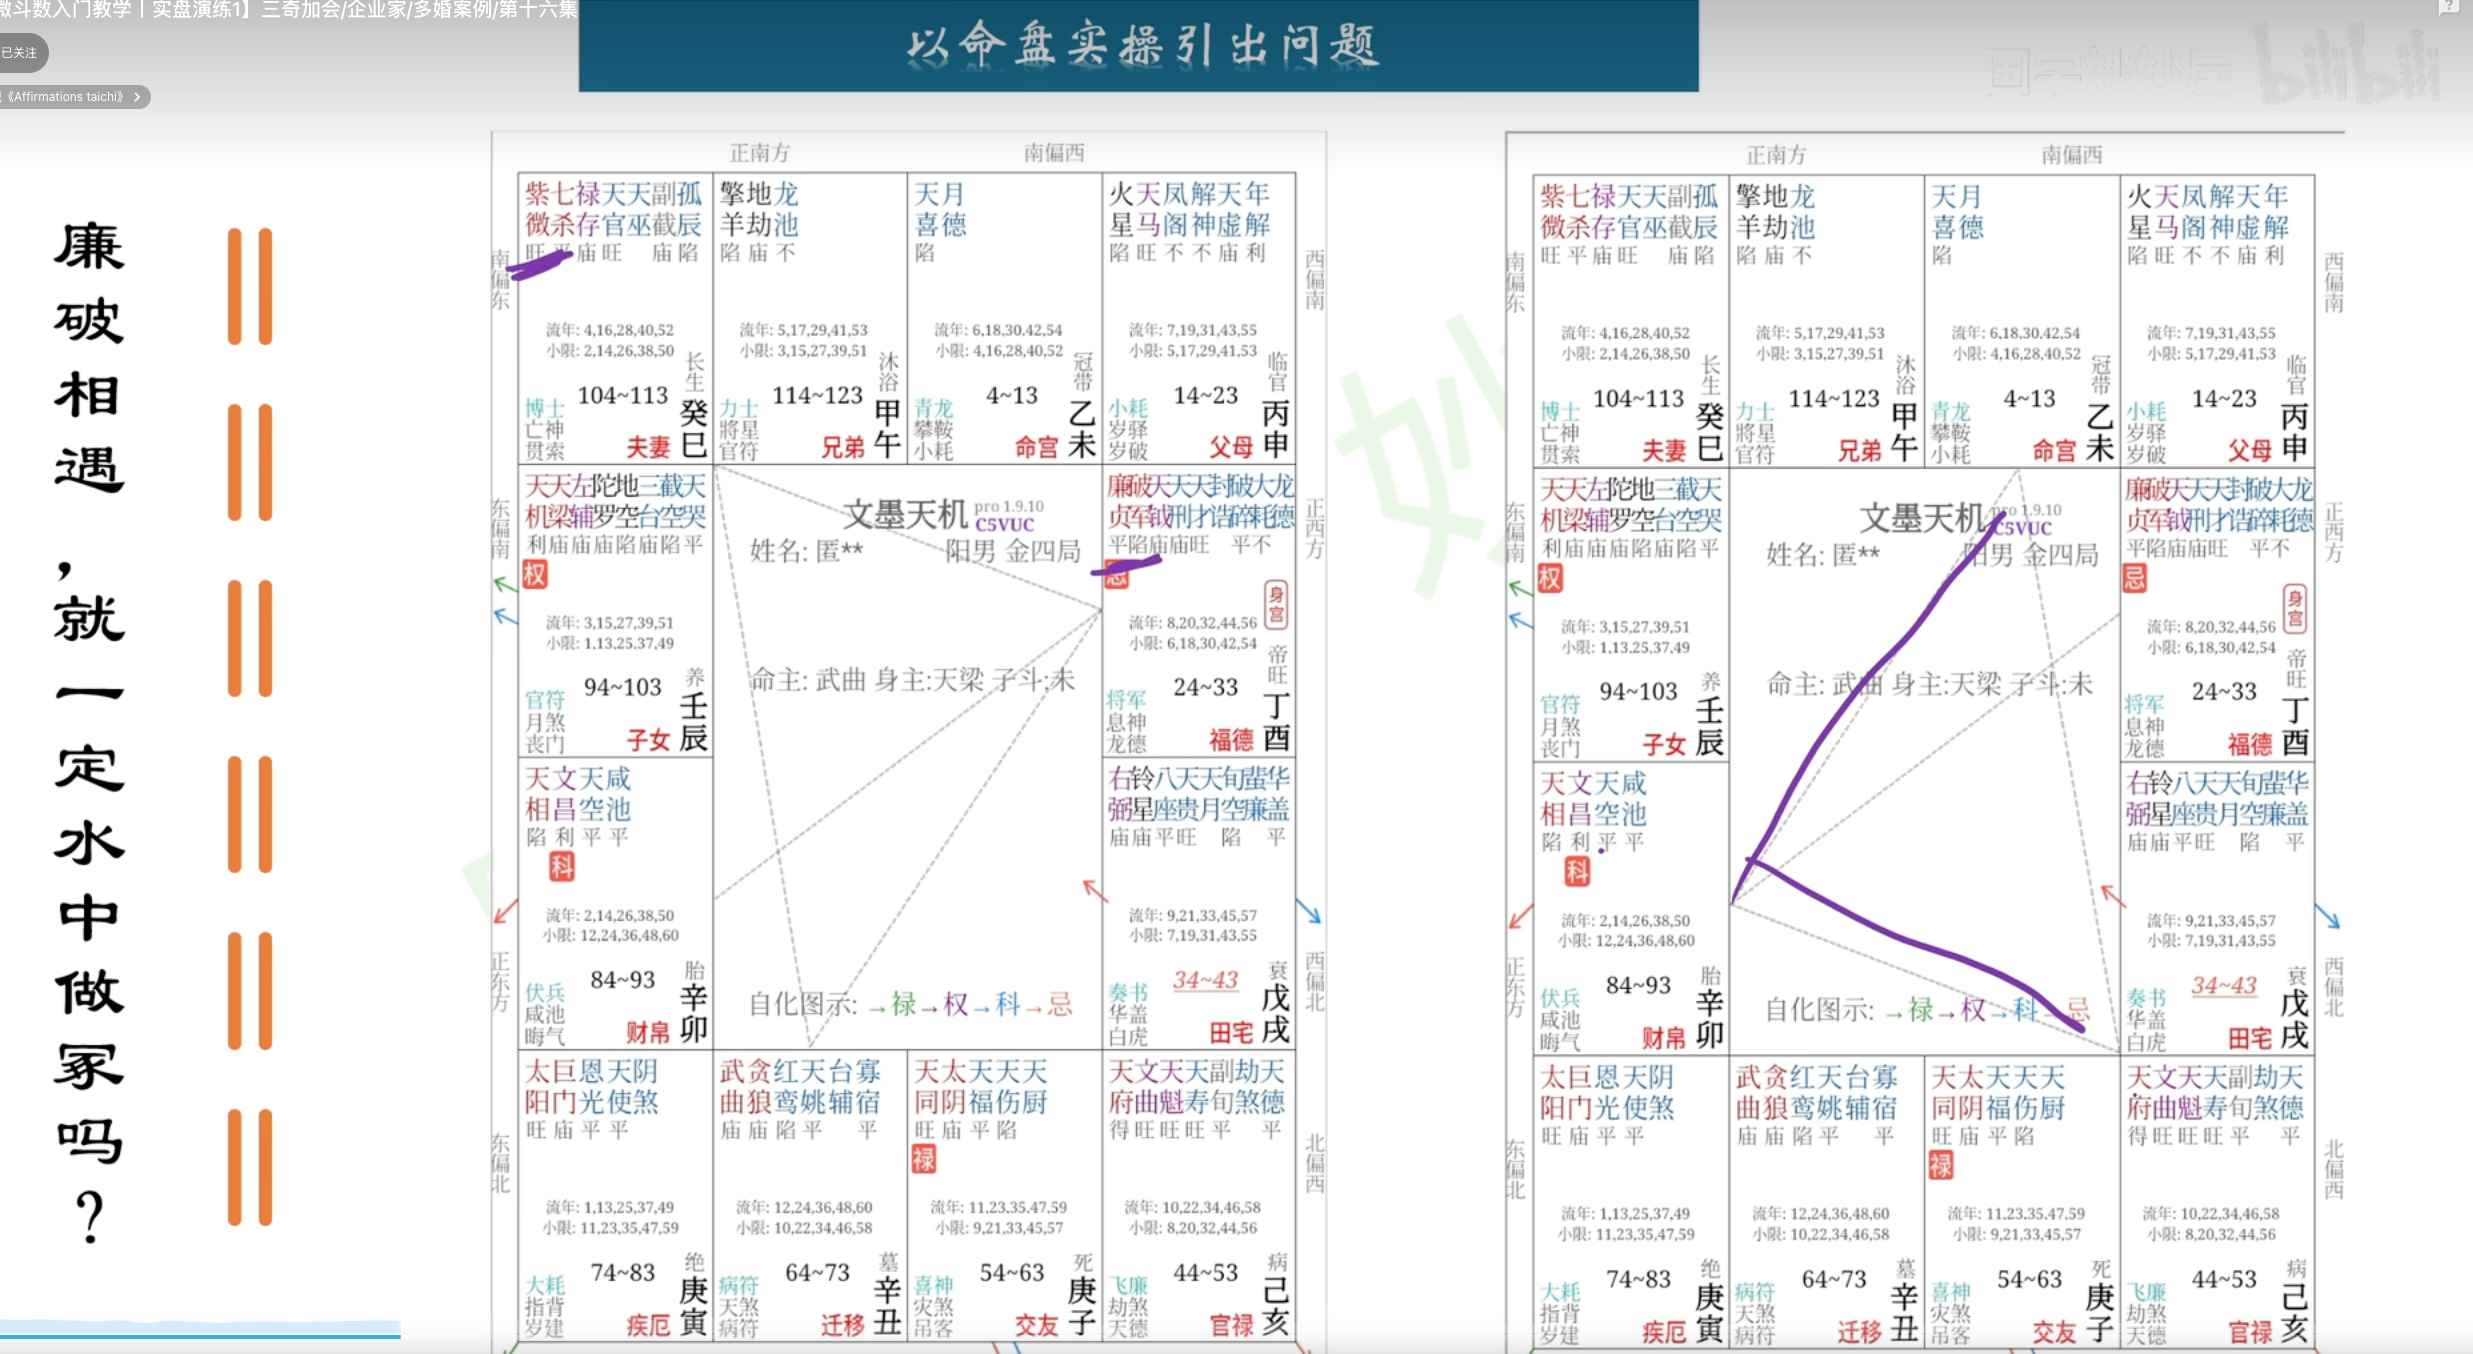 微斗数入门教学丨实盘演练1】三奇加会/企业家/多婚案例/第十六集
已关注
《Affirmations taichi》 >
以命盘实操引出问题
国学妙妙屋
bilibili
廉破相遇，就一定水中做冢吗？
正南方 南偏西
南偏东
西偏南
东偏南
正西方
正东方
西偏北
东偏北
北偏西
紫七禄天天副孤
微杀存官巫截辰
旺平庙旺 庙陷
流年: 4,16,28,40,52
小限: 2,14,26,38,50
长生
104~113
博士
亡神
贯索
夫妻
癸巳
擎地龙
羊劫池
陷庙不
流年: 5,17,29,41,53
小限: 3,15,27,39,51
沐浴
114~123
力士
將星
官符
兄弟
甲午
天月
喜德
陷
流年: 6,18,30,42,54
小限: 4,16,28,40,52
冠带
4~13
青龙
攀鞍
小耗
命宫
乙未
火天凤解天年
星马阁神虚解
陷旺不不庙利
流年: 7,19,31,43,55
小限: 5,17,29,41,53
临官
14~23
小耗
岁驿
岁破
父母
丙申
天天左陀地三截天
机梁辅罗空台空哭
利庙庙庙陷庙陷平
权
流年: 3,15,27,39,51
小限: 1,13,25,37,49
养
94~103
官符
月煞
丧门
子女
壬辰
文墨天机 pro 1.9.10
C5VUC
姓名: 匿** 阳男 金四局
命主: 武曲 身主:天梁 子斗:未
自化图示: →禄→权→科→忌
廉破天天天封破大龙
贞军钺刑才诰碎耗德
平陷庙庙旺 平不
忌
身宫
流年: 8,20,32,44,56
小限: 6,18,30,42,54
帝旺
24~33
将军
息神
龙德
福德
丁酉
天文天咸
相昌空池
陷利平平
科
流年: 2,14,26,38,50
小限: 12,24,36,48,60
胎
84~93
伏兵
咸池
晦气
财帛
辛卯
右铃八天天旬蜚华
弼星座贵月空廉盖
庙庙平旺 陷 平
流年: 9,21,33,45,57
小限: 7,19,31,43,55
衰
34~43
奏书
华盖
白虎
田宅
戊戌
太巨恩天阴
阳门光使煞
旺庙平平
流年: 1,13,25,37,49
小限: 11,23,35,47,59
绝
74~83
大耗
指背
岁建
疾厄
庚寅
武贪红天台寡
曲狼鸾姚辅宿
庙庙陷平 平
流年: 12,24,36,48,60
小限: 10,22,34,46,58
墓
64~73
病符
天煞
病符
迁移
辛丑
天太天天天
同阴福伤厨
旺庙平陷
禄
流年: 11,23,35,47,59
小限: 9,21,33,45,57
死
54~63
喜神
灾煞
吊客
交友
庚子
天文天天副劫天
府曲魁寿旬煞德
得旺旺旺平 平
流年: 10,22,34,46,58
小限: 8,20,32,44,56
病
44~53
飞廉
劫煞
天德
官禄
己亥
正南方 南偏西
南偏东
西偏南
东偏南
正西方
正东方
西偏北
东偏北
北偏西
紫七禄天天副孤
微杀存官巫截辰
旺平庙旺 庙陷
流年: 4,16,28,40,52
小限: 2,14,26,38,50
长生
104~113
博士
亡神
贯索
夫妻
癸巳
擎地龙
羊劫池
陷庙不
流年: 5,17,29,41,53
小限: 3,15,27,39,51
沐浴
114~123
力士
將星
官符
兄弟
甲午
天月
喜德
陷
流年: 6,18,30,42,54
小限: 4,16,28,40,52
冠带
4~13
青龙
攀鞍
小耗
命宫
乙未
火天凤解天年
星马阁神虚解
陷旺不不庙利
流年: 7,19,31,43,55
小限: 5,17,29,41,53
临官
14~23
小耗
岁驿
岁破
父母
丙申
天天左陀地三截天
机梁辅罗空台空哭
利庙庙庙陷庙陷平
权
流年: 3,15,27,39,51
小限: 1,13,25,37,49
养
94~103
官符
月煞
丧门
子女
壬辰
文墨天机 pro 1.9.10
C5VUC
姓名: 匿** 阳男 金四局
命主: 武曲 身主:天梁 子斗:未
自化图示: →禄→权→科→忌
廉破天天天封破大龙
贞军钺刑才诰碎耗德
平陷庙庙旺 平不
忌
身宫
流年: 8,20,32,44,56
小限: 6,18,30,42,54
帝旺
24~33
将军
息神
龙德
福德
丁酉
天文天咸
相昌空池
陷利平平
科
流年: 2,14,26,38,50
小限: 12,24,36,48,60
胎
84~93
伏兵
咸池
晦气
财帛
辛卯
右铃八天天旬蜚华
弼星座贵月空廉盖
庙庙平旺 陷 平
流年: 9,21,33,45,57
小限: 7,19,31,43,55
衰
34~43
奏书
华盖
白虎
田宅
戊戌
太巨恩天阴
阳门光使煞
旺庙平平
流年: 1,13,25,37,49
小限: 11,23,35,47,59
绝
74~83
大耗
指背
岁建
疾厄
庚寅
武贪红天台寡
曲狼鸾姚辅宿
庙庙陷平 平
流年: 12,24,36,48,60
小限: 10,22,34,46,58
墓
64~73
病符
天煞
病符
迁移
辛丑
天太天天天
同阴福伤厨
旺庙平陷
禄
流年: 11,23,35,47,59
小限: 9,21,33,45,57
死
54~63
喜神
灾煞
吊客
交友
庚子
天文天天副劫天
府曲魁寿旬煞德
得旺旺旺平 平
流年: 10,22,34,46,58
小限: 8,20,32,44,56
病
44~53
飞廉
劫煞
天德
官禄
己亥
妙